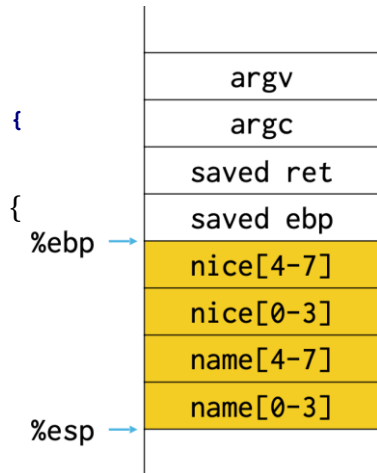 argv
{
argc
saved ret
{
saved ebp
%ebp
nice[4-7]
nice[0-3]
name[4-7]
name[0-3]
%esp